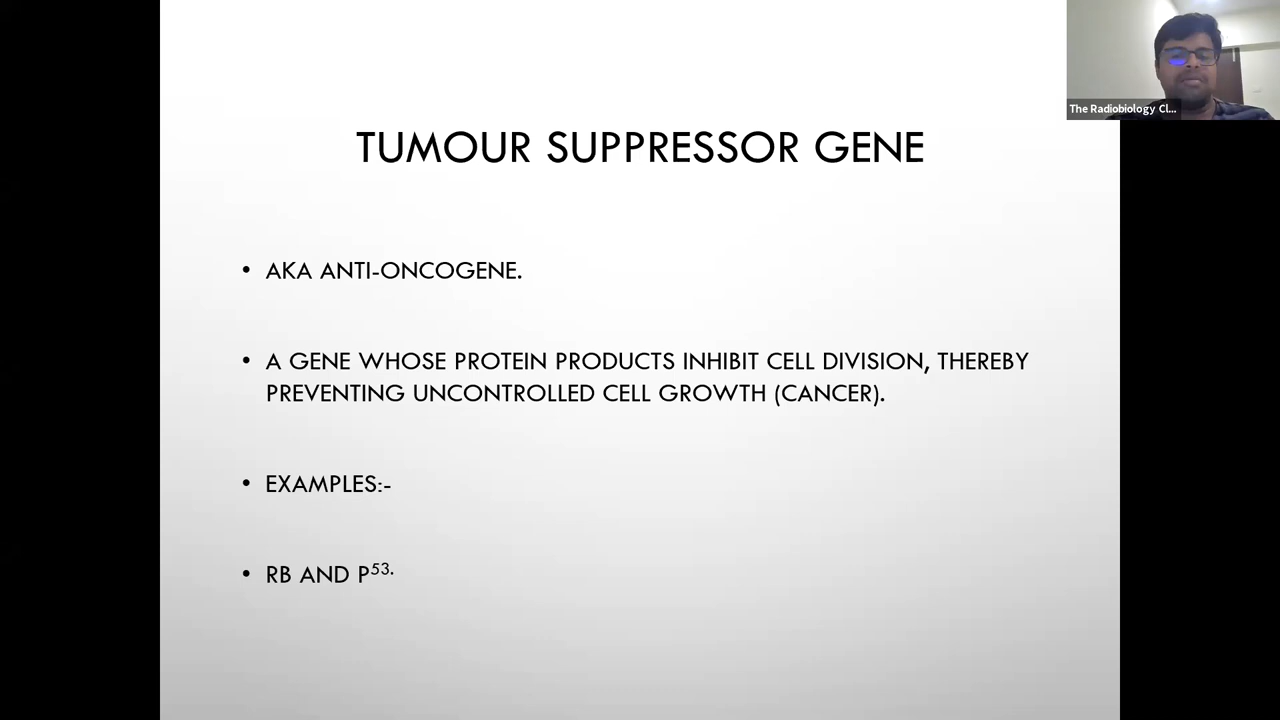 The Radiobiology Cl...
TUMOUR SUPPRESSOR GENE
• AKA ANTI-ONCOGENE.
• A GENE WHOSE PROTEIN PRODUCTS INHIBIT CELL DIVISION, THEREBY
PREVENTING UNCONTROLLED CELL GROWTH (CANCER).
• EXAMPLES:-
• RB AND P⁵³·